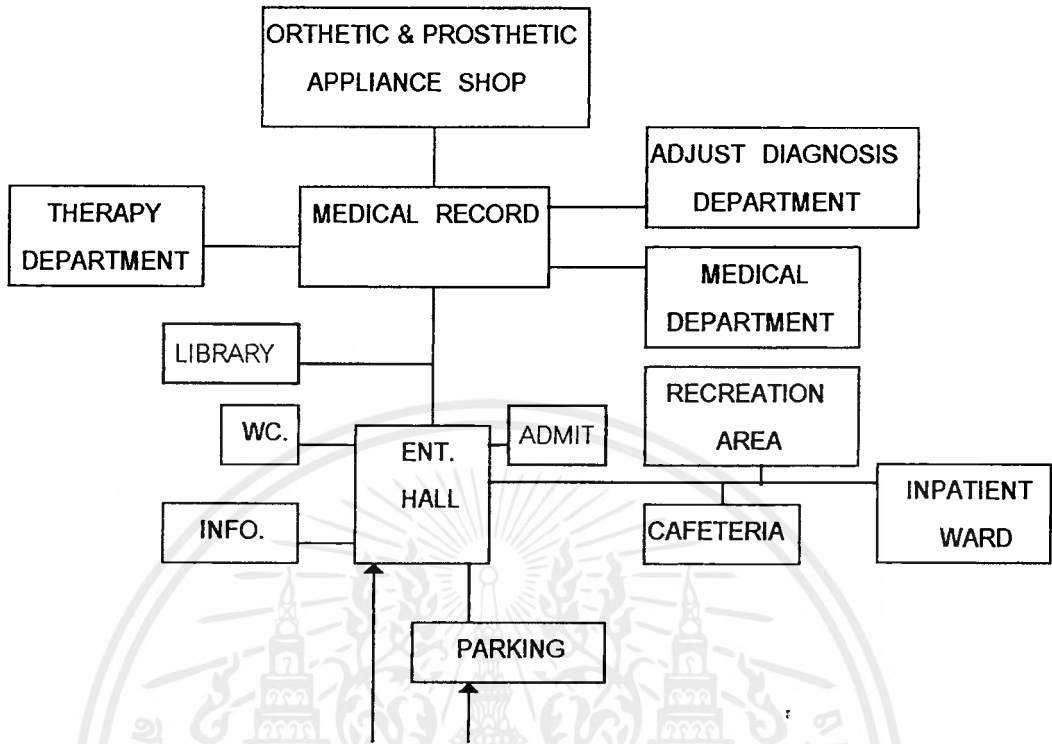 ORTHETIC & PROSTHETIC
APPLIANCE SHOP
ADJUST DIAGNOSIS
DEPARTMENT
THERAPY
DEPARTMENT
MEDICAL RECORD
MEDICAL
DEPARTMENT
LIBRARY
RECREATION
AREA
WC.
ENT.
HALL
ADMIT
INFO.
CAFETERIA
INPATIENT
WARD
PARKING